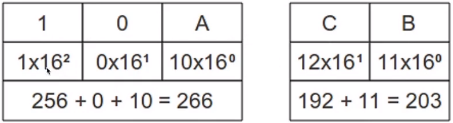 1 0 A
1x16² 0x16¹ 10x16⁰
256 + 0 + 10 = 266
C B
12x16¹ 11x16⁰
192 + 11 = 203